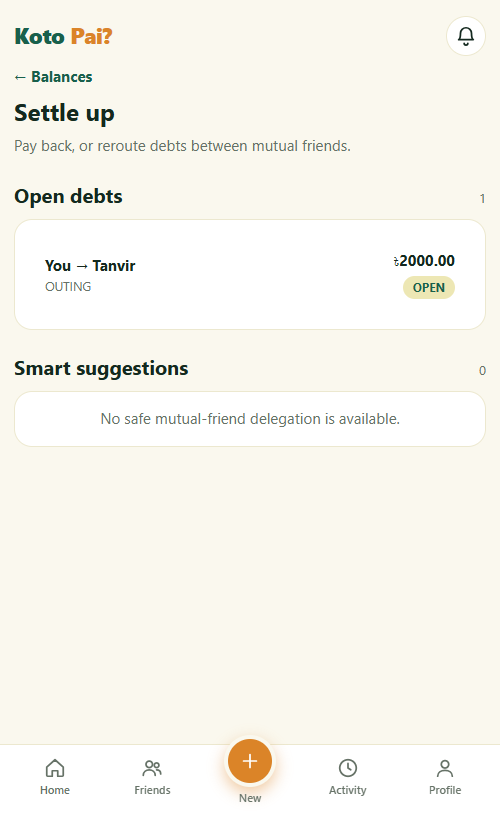 Koto Pai?
← Balances
Settle up
Pay back, or reroute debts between mutual friends.
Open debts
1
You → Tanvir
৳2000.00
OUTING
OPEN
Smart suggestions
0
No safe mutual-friend delegation is available.
Home
Friends
New
Activity
Profile